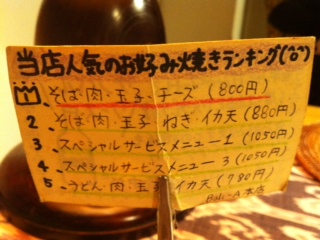 当店人気のお好み焼きランキング(^o^)
1、そば・肉・玉子・チーズ(800円)
2、そば・肉・玉子・ねぎ・イカ天(880円)
3、スペシャルサービスメニュー1(1050円)
4、スペシャルサービスメニュー3(1050円)
5、うどん・肉・玉子・イカ天(780円)
本店